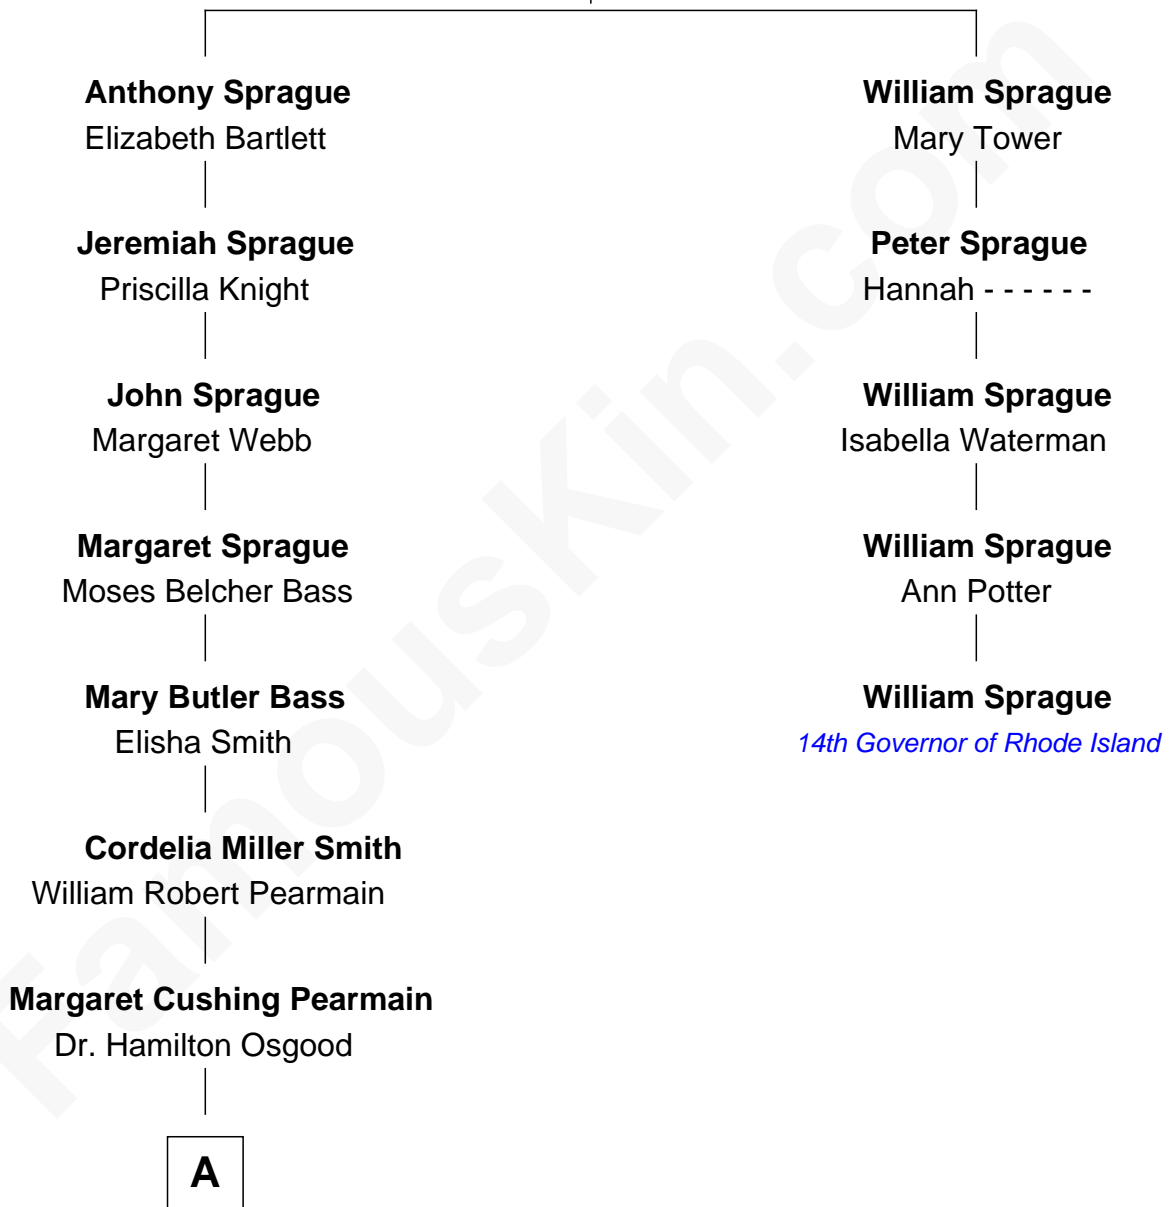 Anthony Sprague
Elizabeth Bartlett
William Sprague
Mary Tower
Jeremiah Sprague
Priscilla Knight
Peter Sprague
Hannah - - - - - -
John Sprague
Margaret Webb
William Sprague
Isabella Waterman
Margaret Sprague
Moses Belcher Bass
William Sprague
Ann Potter
Mary Butler Bass
Elisha Smith
William Sprague
14th Governor of Rhode Island
Cordelia Miller Smith
William Robert Pearmain
Margaret Cushing Pearmain
Dr. Hamilton Osgood
A
FamousKin.com